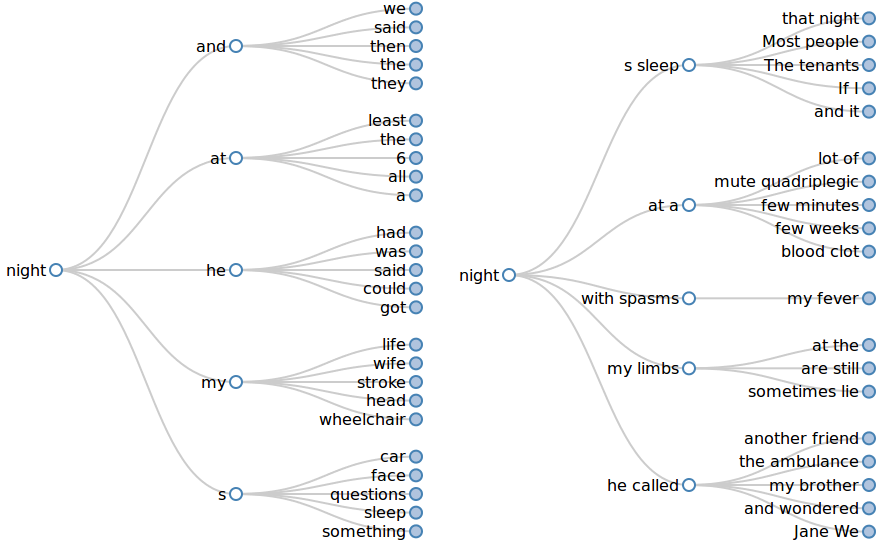 night
and
we
said
then
the
they
at
least
the
6
all
a
he
had
was
said
could
got
my
life
wife
stroke
head
wheelchair
s
car
face
questions
sleep
something
night
s sleep
that night
Most people
The tenants
If I
and it
at a
lot of
mute quadriplegic
few minutes
few weeks
blood clot
with spasms
my fever
my limbs
at the
are still
sometimes lie
he called
another friend
the ambulance
my brother
and wondered
Jane We